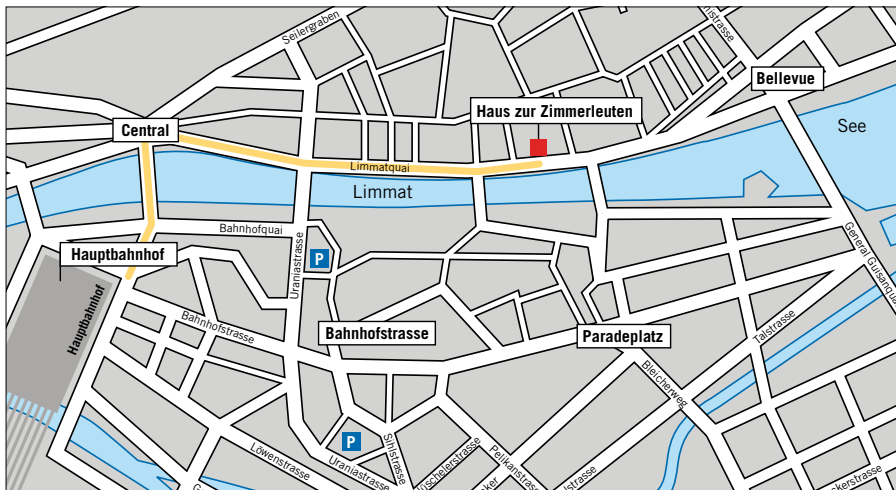 Seilergraben
Bellevue
Haus zur Zimmerleuten
See
Central
Limmatquai
Limmat
Bahnhofquai
Hauptbahnhof
P
Uraniastrasse
General Guisanquai
Hauptbahnhof
Bahnhofstrasse
Bahnhofstrasse
Paradeplatz
Talstrasse
Bleicherweg
P
Löwenstrasse
Uraniastrasse
Sihlstrasse
Pelikanstrasse